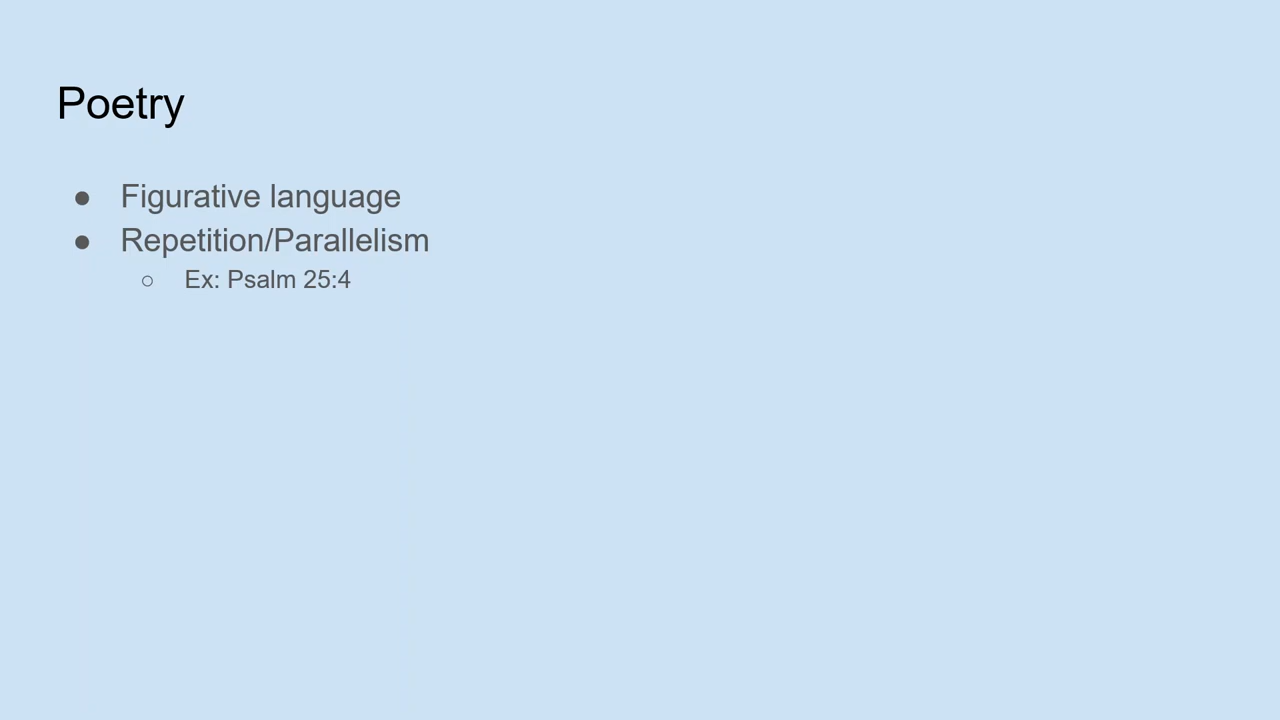 Poetry
● Figurative language
● Repetition/Parallelism
○ Ex: Psalm 25:4